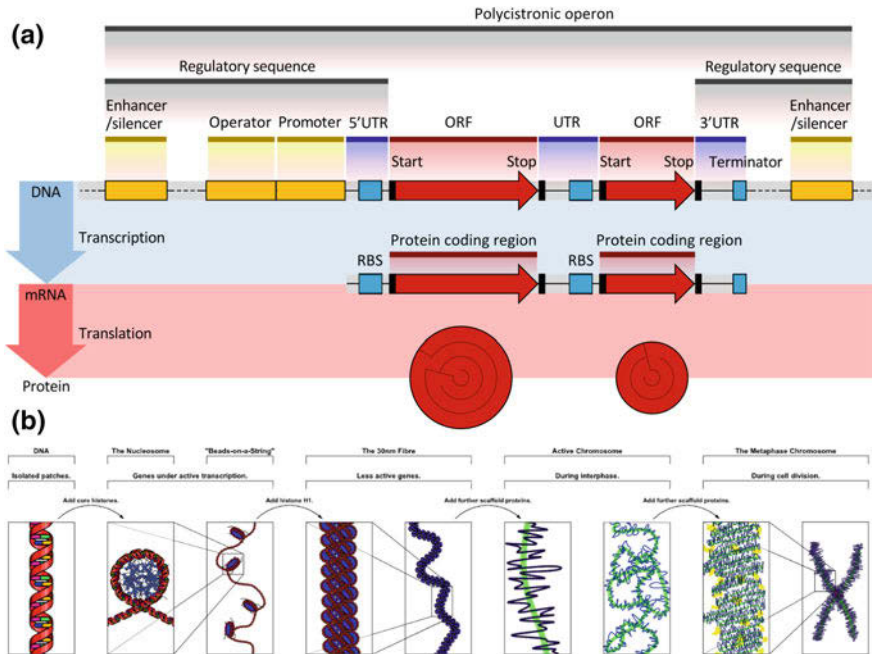 (a)
Polycistronic operon
Regulatory sequence Regulatory sequence
Enhancer Enhancer
/silencer Operator Promoter 5'UTR ORF UTR ORF 3'UTR /silencer
Start Stop Start Stop Terminator
DNA
Transcription
Protein coding region Protein coding region
RBS RBS
mRNA
Translation
Protein
(b)
DNA The Nucleosome "Beads-on-a-String" The 30nm Fibre Active Chromosome The Metaphase Chromosome
Isolated patches. Genes under active transcription. Less active genes. During interphase. During cell division.
Add core histones. Add histone H1. Add further scaffold proteins. Add further scaffold proteins.